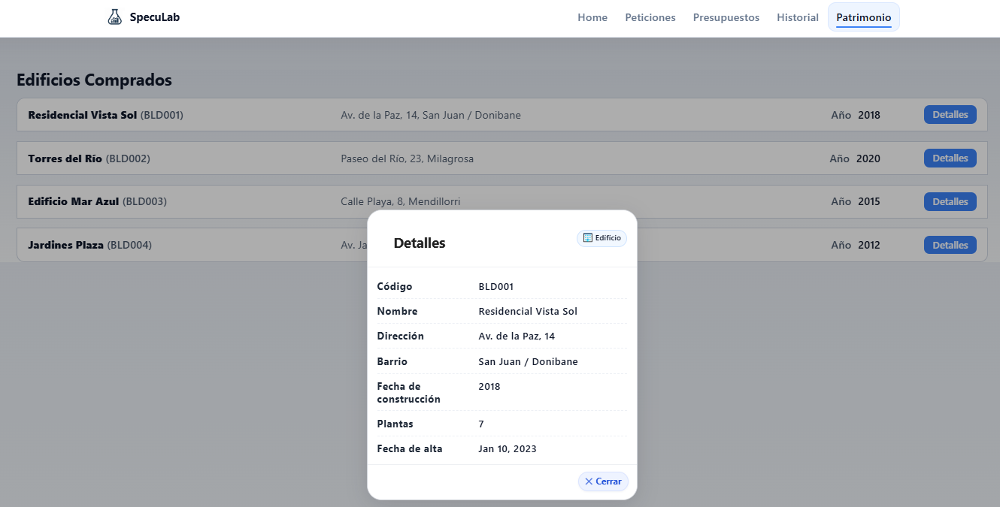 SpecuLab
Home Peticiones Presupuestos Historial Patrimonio
Edificios Comprados
Residencial Vista Sol (BLD001) Av. de la Paz, 14, San Juan / Donibane Año 2018 Detalles
Torres del Río (BLD002) Paseo del Río, 23, Milagrosa Año 2020 Detalles
Edificio Mar Azul (BLD003) Calle Playa, 8, Mendillorri Año 2015 Detalles
Jardines Plaza (BLD004) Av. Ja Año 2012 Detalles
Detalles Edificio
Código BLD001
Nombre Residencial Vista Sol
Dirección Av. de la Paz, 14
Barrio San Juan / Donibane
Fecha de 2018
construcción
Plantas 7
Fecha de alta Jan 10, 2023
Cerrar